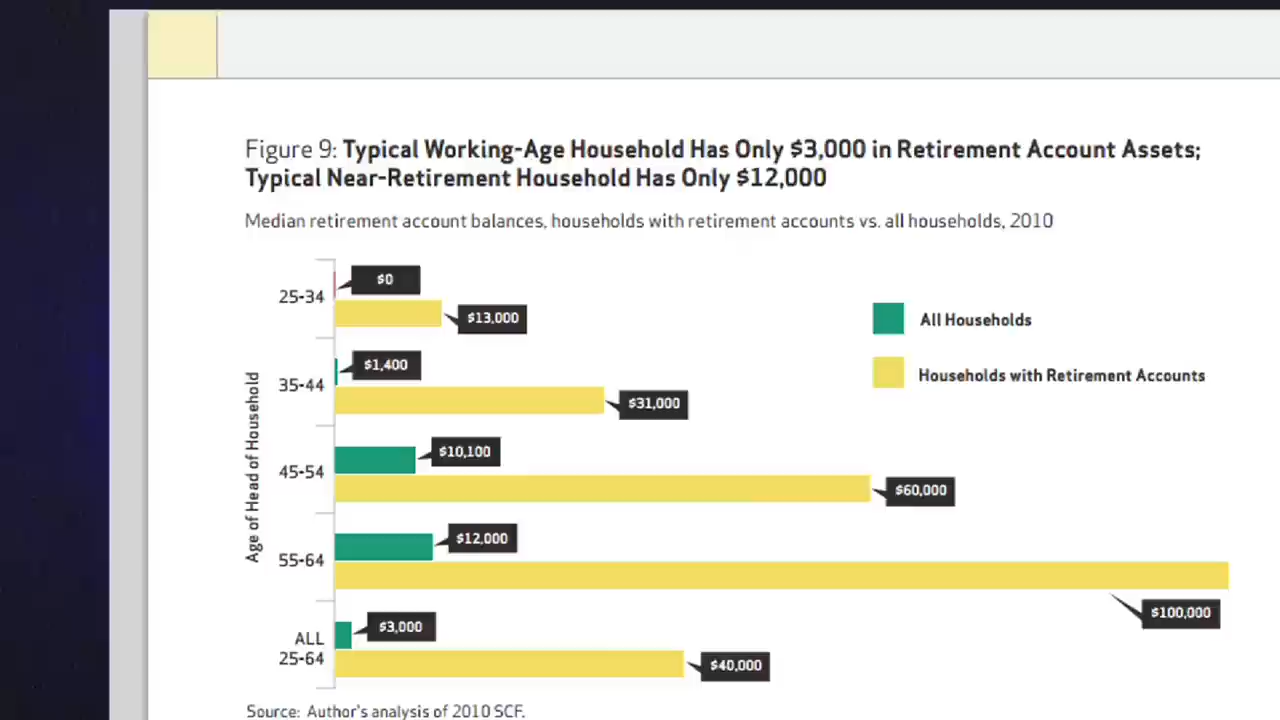 Figure 9: Typical Working-Age Household Has Only $3,000 in Retirement Account Assets;
Typical Near-Retirement Household Has Only $12,000
Median retirement account balances, households with retirement accounts vs. all households, 2010
Age of Head of Household
25-34
$0
$13,000
35-44
$1,400
$31,000
45-54
$10,100
$60,000
55-64
$12,000
$100,000
ALL
25-64
$3,000
$40,000
All Households
Households with Retirement Accounts
Source: Author's analysis of 2010 SCF.